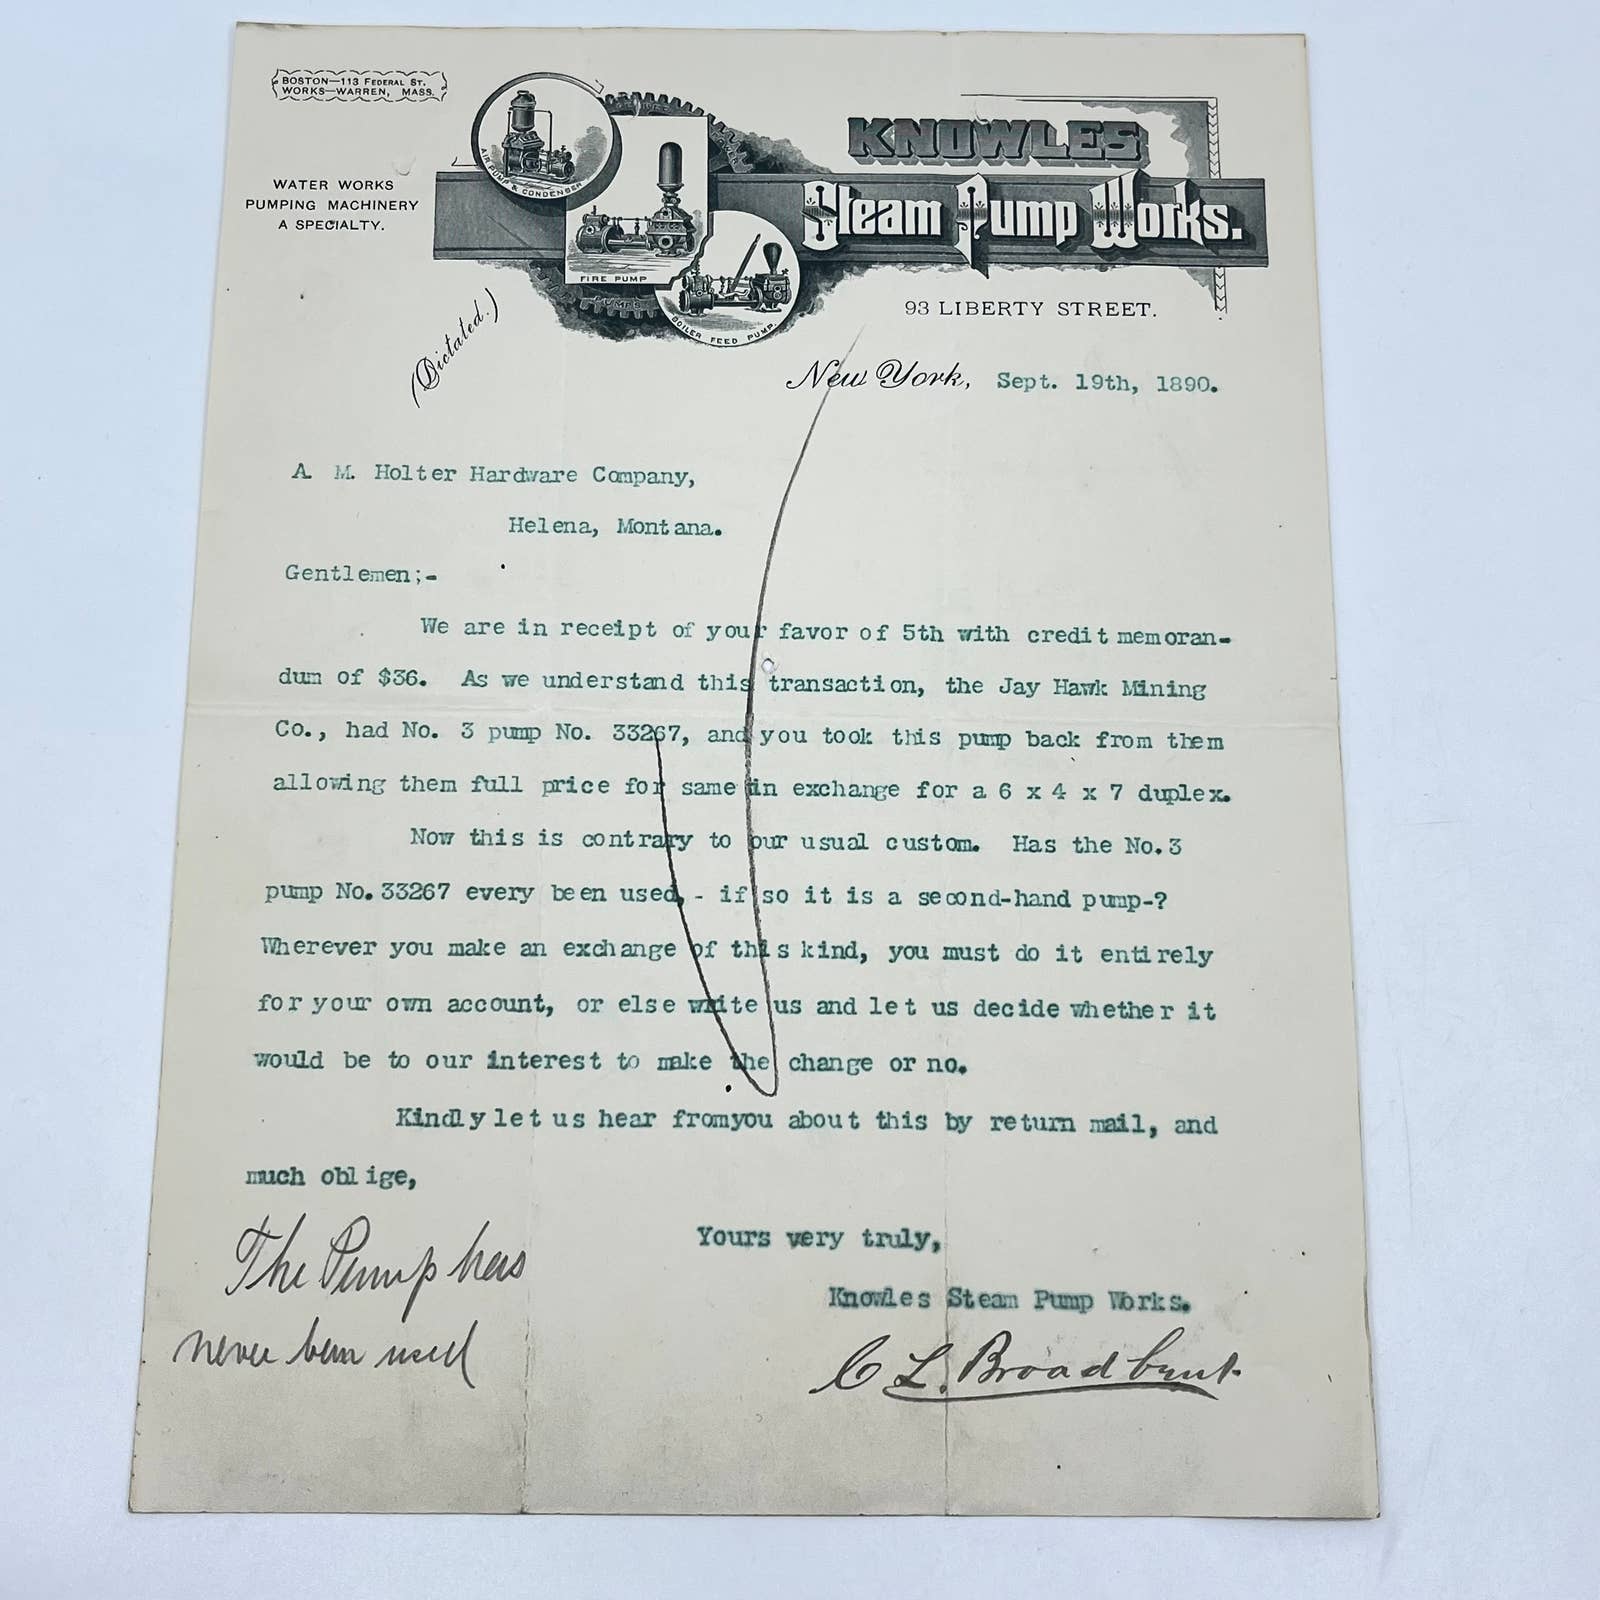 BOSTON—113 FEDERAL ST.
WORKS—WARREN, MASS.
WATER WORKS
PUMPING MACHINERY
A SPECIALTY.
AIR PUMP & CONDENSER
FIRE PUMP
PUMPS
BOILER FEED PUMP.
KNOWLES
Steam Pump Works.
93 LIBERTY STREET.
(Dictated.)
New York, Sept. 19th, 1890.
A. M. Holter Hardware Company,
Helena, Montana.
Gentlemen;-
We are in receipt of your favor of 5th with credit memoran-
dum of $36. As we understand this transaction, the Jay Hawk Mining
Co., had No. 3 pump No. 33267, and you took this pump back from them
allowing them full price for same in exchange for a 6 x 4 x 7 duplex.
Now this is contrary to our usual custom. Has the No.3
pump No.33267 every been used,- if so it is a second-hand pump-?
Wherever you make an exchange of this kind, you must do it entirely
for your own account, or else write us and let us decide whether it
would be to our interest to make the change or no.
Kindly let us hear from you about this by return mail, and
much oblige,
Yours very truly,
Knowles Steam Pump Works.
C L. Broadbent.
The Pump has
never been used